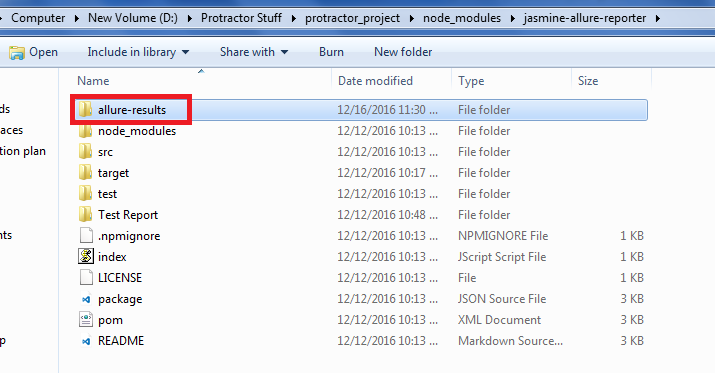 Computer ▸ New Volume (D:) ▸ Protractor Stuff ▸ protractor_project ▸ node_modules ▸ jasmine-allure-reporter ▸
Open Include in library Share with Burn New folder
Name Date modified Type Size
allure-results 12/16/2016 11:30 ... File folder
node_modules 12/12/2016 10:13 ... File folder
src 12/12/2016 10:13 ... File folder
target 12/12/2016 10:17 ... File folder
test 12/12/2016 10:13 ... File folder
Test Report 12/12/2016 10:48 ... File folder
.npmignore 12/12/2016 10:13 ... NPMIGNORE File 1 KB
index 12/12/2016 10:13 ... JScript Script File 1 KB
LICENSE 12/12/2016 10:13 ... File 1 KB
package 12/12/2016 10:13 ... JSON Source File 3 KB
pom 12/12/2016 10:13 ... XML Document 3 KB
README 12/12/2016 10:13 ... Markdown Source... 3 KB
ds
aces
tion plan
nts
p